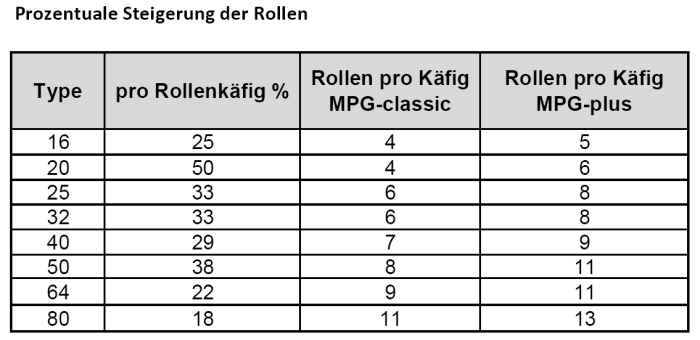 Prozentuale Steigerung der Rollen
Type pro Rollenkäfig % Rollen pro Käfig MPG-classic Rollen pro Käfig MPG-plus
16 25 4 5
20 50 4 6
25 33 6 8
32 33 6 8
40 29 7 9
50 38 8 11
64 22 9 11
80 18 11 13